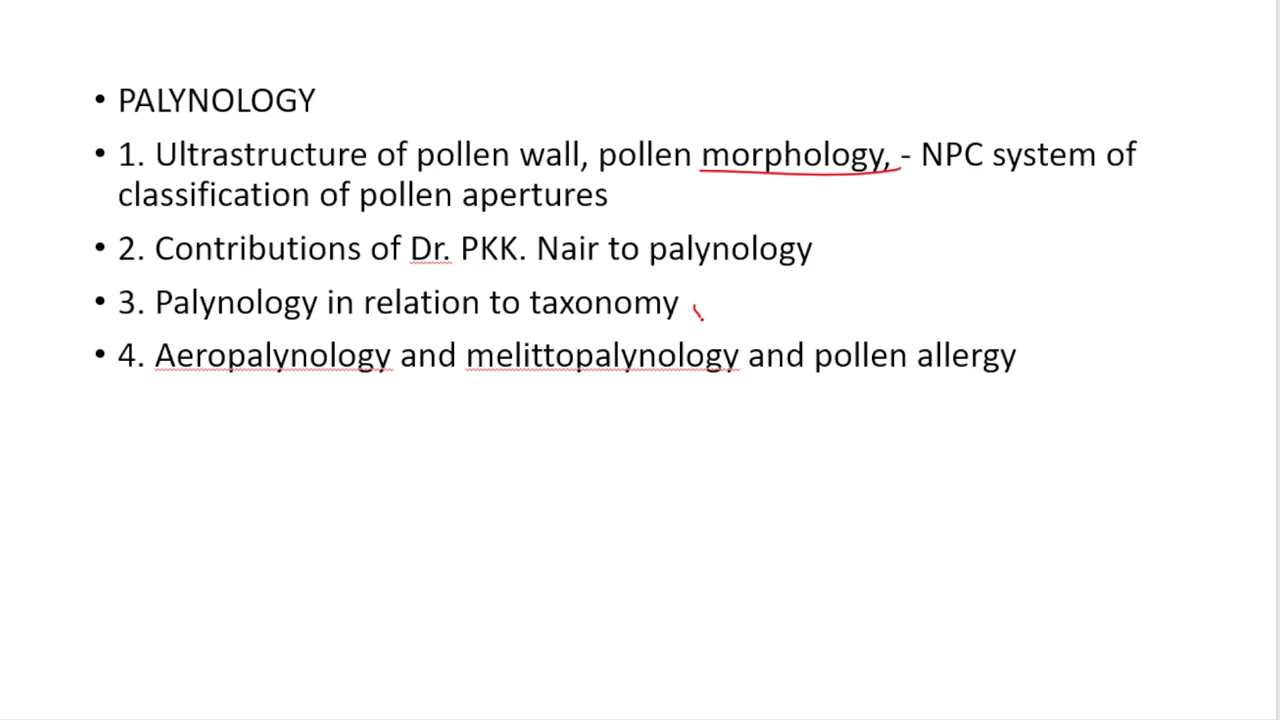 • PALYNOLOGY
• 1. Ultrastructure of pollen wall, pollen morphology, - NPC system of
classification of pollen apertures
• 2. Contributions of Dr. PKK. Nair to palynology
• 3. Palynology in relation to taxonomy
• 4. Aeropalynology and melittopalynology and pollen allergy